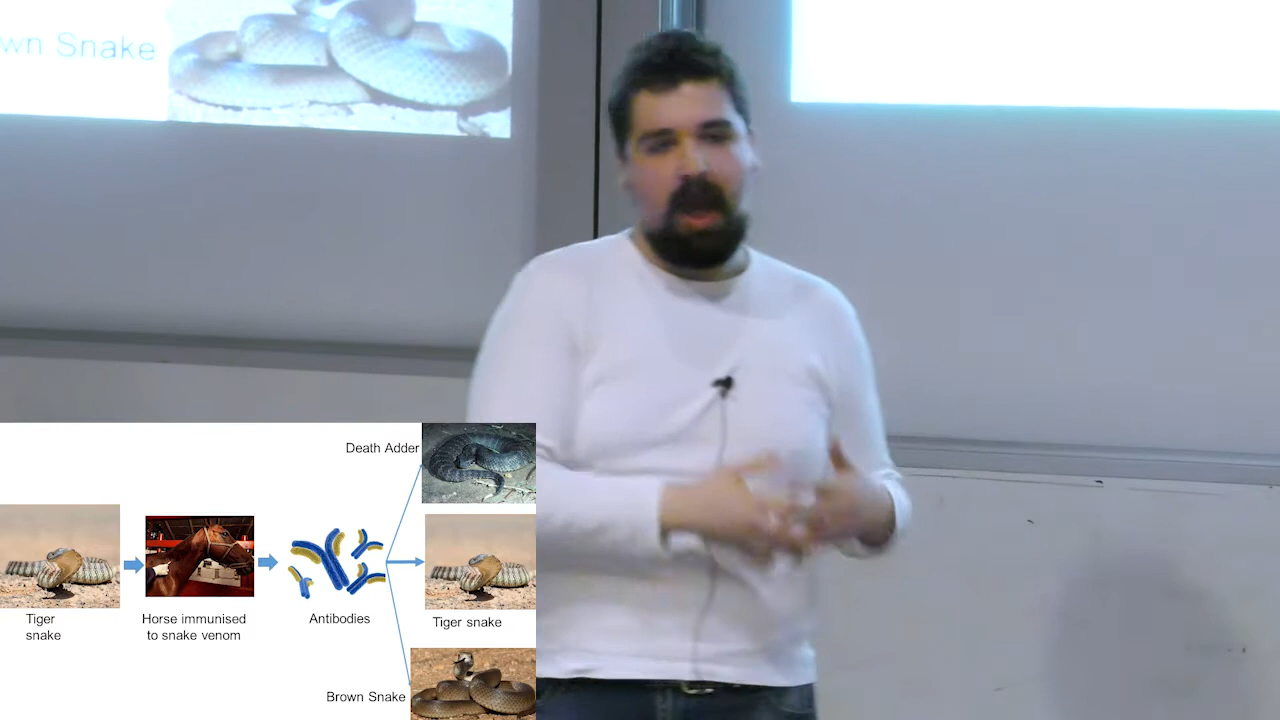 wn Snake
Death Adder
Tiger
snake
Horse immunised
to snake venom
Antibodies
Tiger snake
Brown Snake